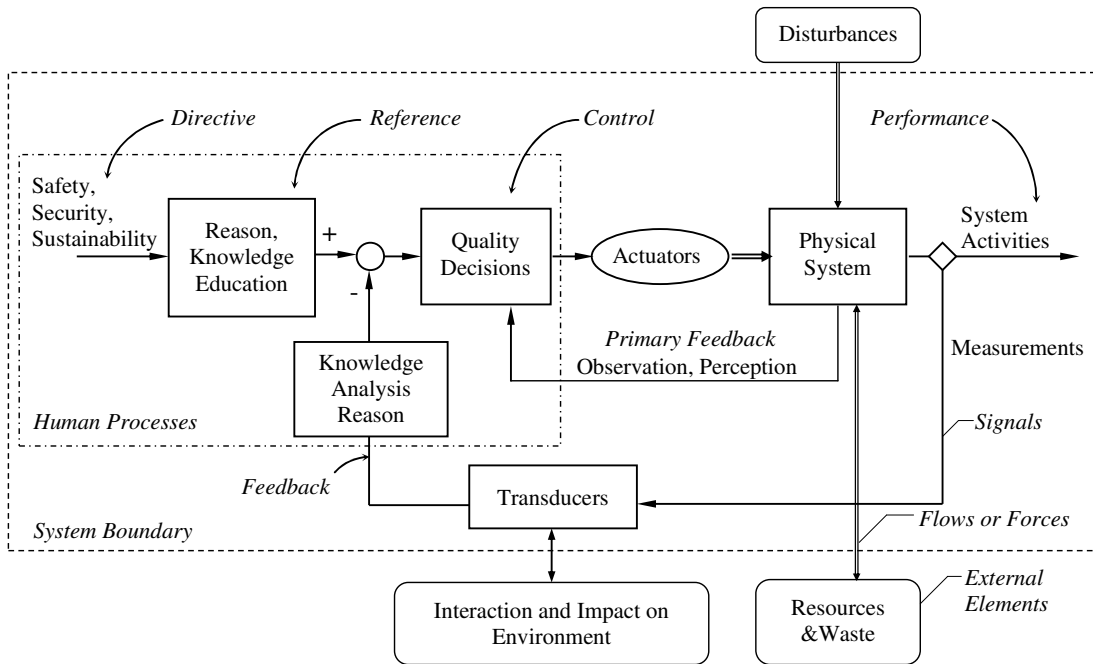 Disturbances
Directive
Reference
Control
Performance
Safety,
Security,
Sustainability
Reason,
Knowledge
Education
+
-
Quality
Decisions
Actuators
Physical
System
System
Activities
Primary Feedback
Observation, Perception
Measurements
Knowledge
Analysis
Reason
Human Processes
Signals
Feedback
Transducers
Flows or Forces
System Boundary
Interaction and Impact on
Environment
Resources
&Waste
External
Elements